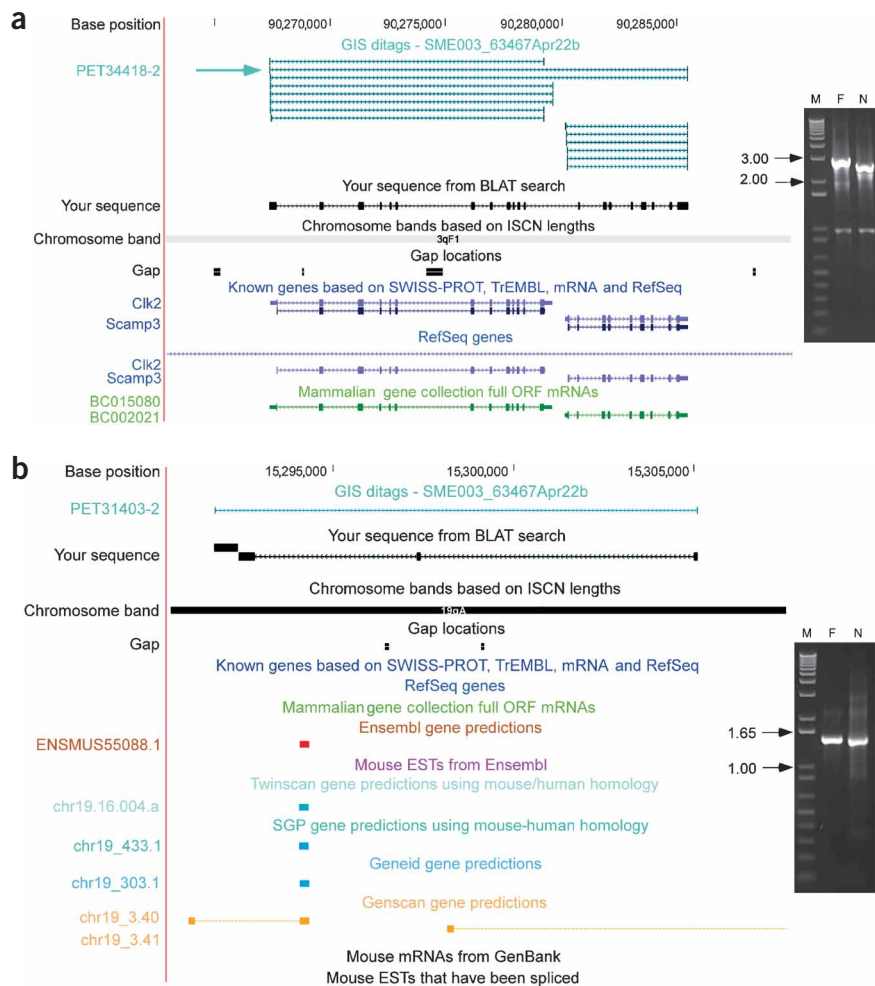 a
Base position 90,270,000 90,275,000 90,280,000 90,285,000
GIS ditags - SME003_63467Apr22b
PET34418-2
M F N
3.00
2.00
Your sequence from BLAT search
Your sequence
Chromosome bands based on ISCN lengths
Chromosome band 3qF1
Gap locations
Gap
Known genes based on SWISS-PROT, TrEMBL, mRNA and RefSeq
Clk2
Scamp3
RefSeq genes
Clk2
Scamp3
Mammalian gene collection full ORF mRNAs
BC015080
BC002021
b
Base position 15,295,000 15,300,000 15,305,000
GIS ditags - SME003_63467Apr22b
PET31403-2
Your sequence from BLAT search
Your sequence
Chromosome bands based on ISCN lengths
Chromosome band 19qA
Gap locations
Gap
Known genes based on SWISS-PROT, TrEMBL, mRNA and RefSeq
RefSeq genes
Mammalian gene collection full ORF mRNAs
Ensembl gene predictions
ENSMUS55088.1
M F N
1.65
1.00
Mouse ESTs from Ensembl
Twinscan gene predictions using mouse/human homology
chr19.16.004.a
SGP gene predictions using mouse-human homology
chr19_433.1
Geneid gene predictions
chr19_303.1
Genscan gene predictions
chr19_3.40
chr19_3.41
Mouse mRNAs from GenBank
Mouse ESTs that have been spliced